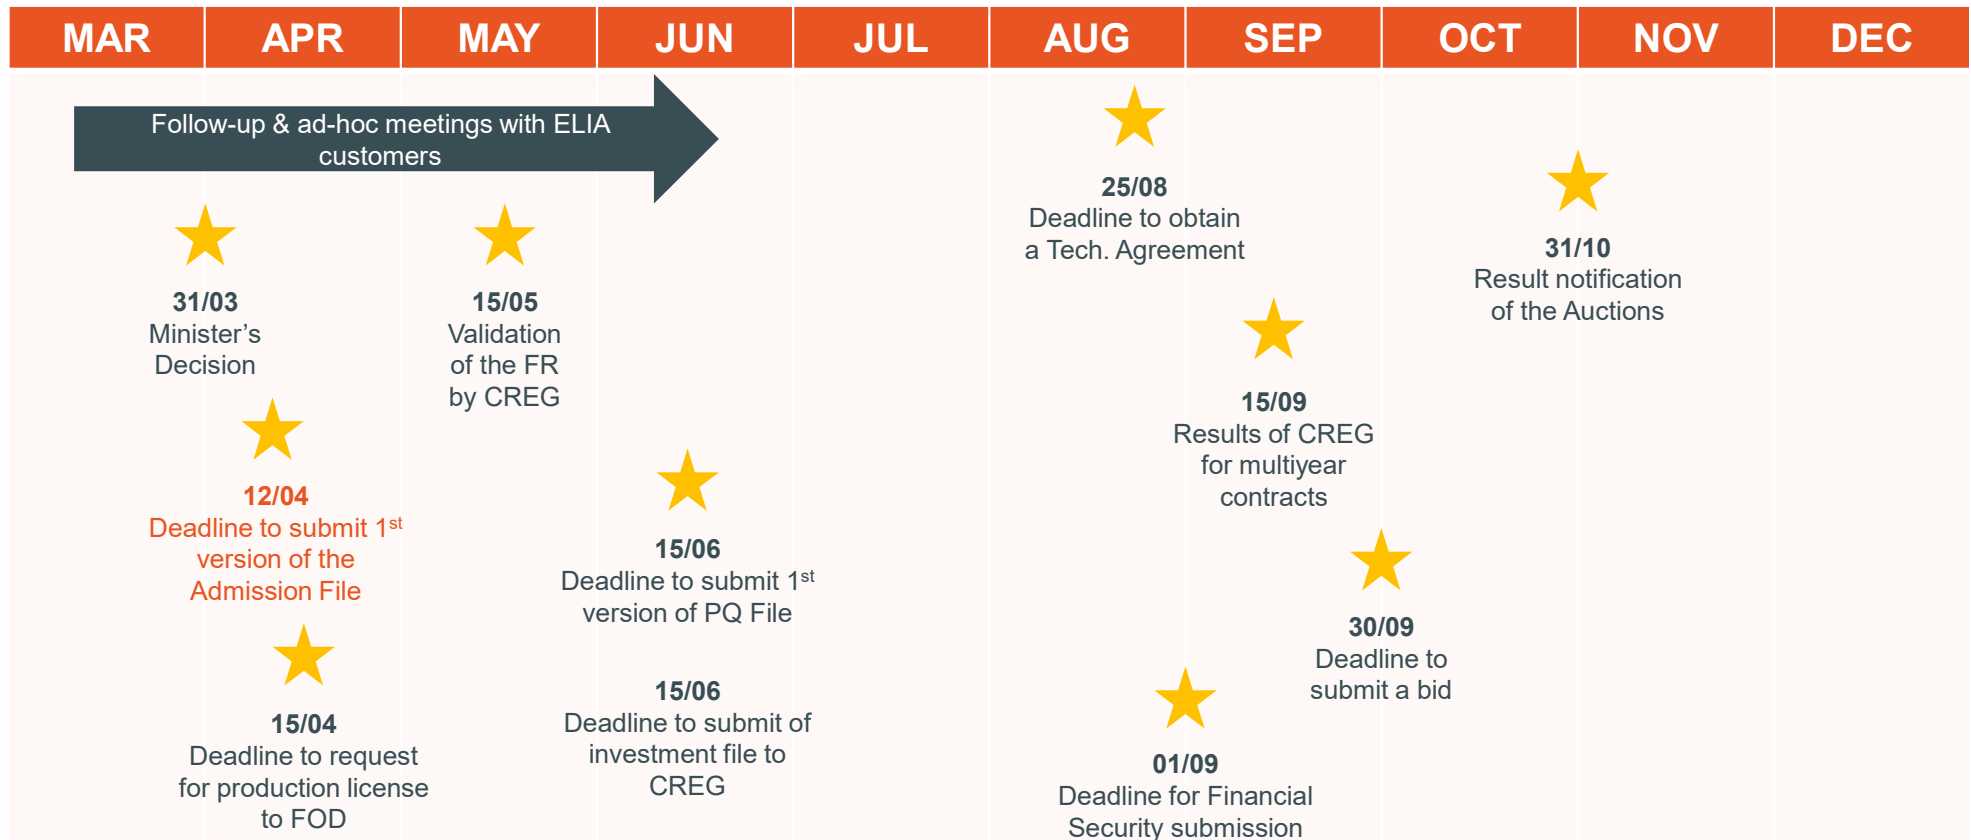 MAR
APR
MAY
JUN
JUL
AUG
SEP
OCT
NOV
DEC
Follow-up & ad-hoc meetings with ELIA
customers
31/03
Minister’s
Decision
12/04
Deadline to submit 1st
version of the
Admission File
15/04
Deadline to request
for production license
to FOD
15/05
Validation
of the FR
by CREG
15/06
Deadline to submit 1st
version of PQ File
15/06
Deadline to submit of
investment file to
CREG
25/08
Deadline to obtain
a Tech. Agreement
01/09
Deadline for Financial
Security submission
15/09
Results of CREG
for multiyear
contracts
30/09
Deadline to
submit a bid
31/10
Result notification
of the Auctions